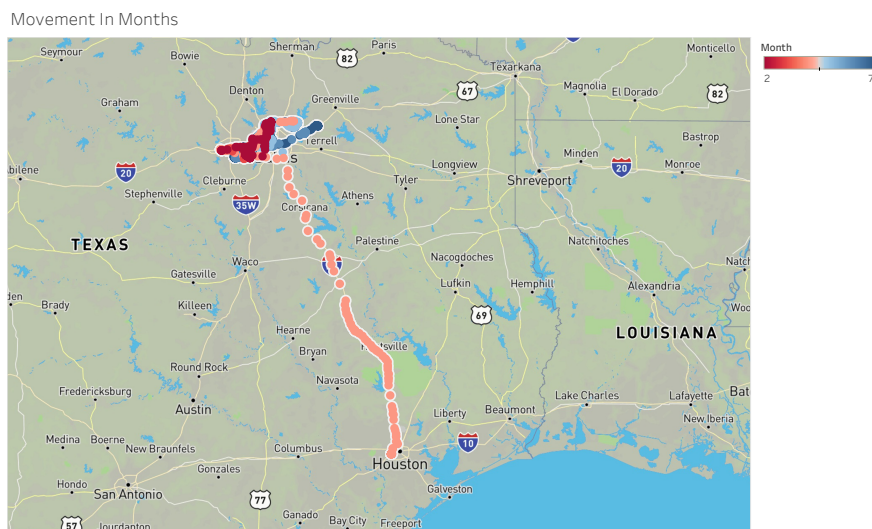 Movement In Months
Month
2
7
Seymour
Bowie
Sherman
Paris
82
Monticello
Texarkana
67
Magnolia
El Dorado
82
Graham
Denton
Greenville
Lone Star
Bastrop
Terrell
Minden
20
Monroe
Longview
Shreveport
20
Cleburne
Tyler
Stephenville
35W
Athens
Corsicana
TEXAS
Palestine
Natchitoches
Waco
Nacogdoches
Gatesville
Lufkin
Hemphill
Alexandria
Brady
Killeen
69
Hearne
LOUISIANA
Bryan
Round Rock
Navasota
Fredericksburg
Austin
Lake Charles
Lafayette
Liberty
Beaumont
New Iberia
Medina
Boerne
New Braunfels
Columbus
10
Houston
Gonzales
Hondo
San Antonio
77
Galveston
Ganado
Bay City
Freeport
57